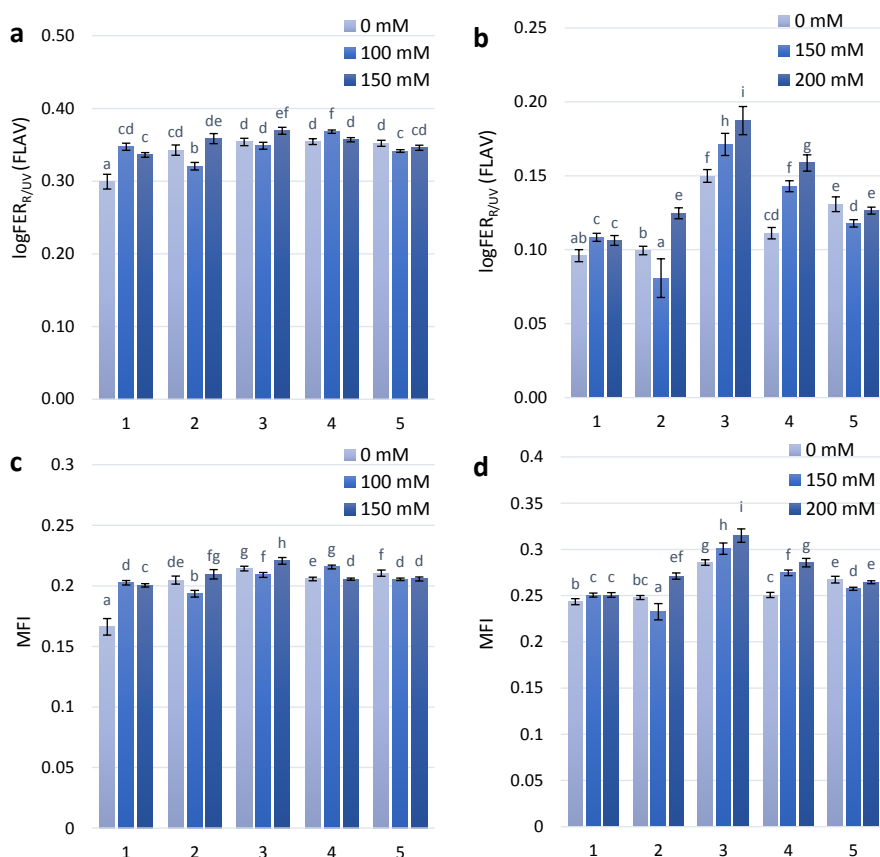 a
logFER R/UV (FLAV)
0.50
0.40
0.30
0.20
0.10
0.00
0 mM
100 mM
150 mM
a cd c cd b de d d ef d f d d c cd
1 2 3 4 5
b
logFER R/UV (FLAV)
0.25
0.20
0.15
0.10
0.05
0.00
0 mM
150 mM
200 mM
ab c c b a e f h i cd f g e d e
1 2 3 4 5
c
MFI
0.3
0.25
0.2
0.15
0.1
0.05
0
0 mM
100 mM
150 mM
a d c de b fg g f h e g d f d d
1 2 3 4 5
d
MFI
0.4
0.35
0.3
0.25
0.2
0.15
0.1
0.05
0
0 mM
150 mM
200 mM
b c c bc a ef g h i c f g e d e
1 2 3 4 5